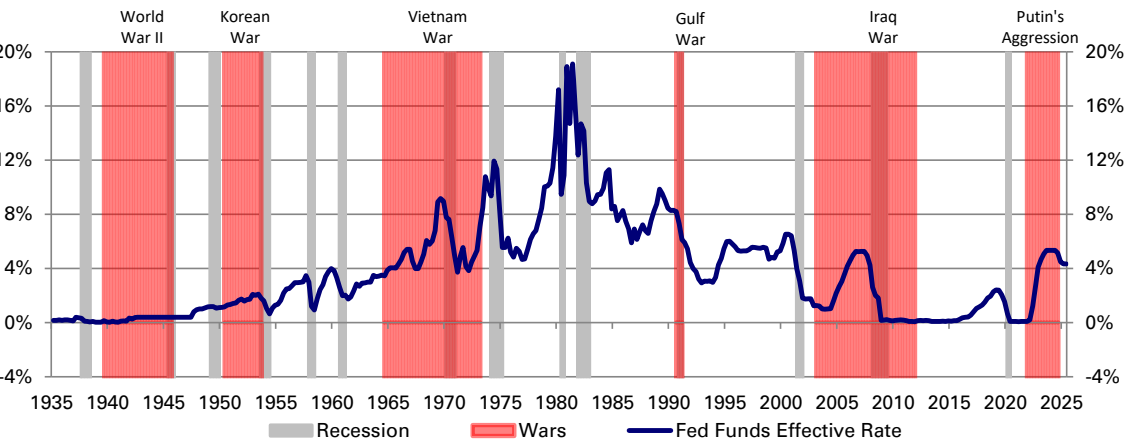 World Korean Vietnam Gulf Iraq Putin's
War II War War War War Aggression
20% 20%
16% 16%
12% 12%
8% 8%
4% 4%
0% 0%
-4% -4%
1935 1940 1945 1950 1955 1960 1965 1970 1975 1980 1985 1990 1995 2000 2005 2010 2015 2020 2025
Recession Wars Fed Funds Effective Rate